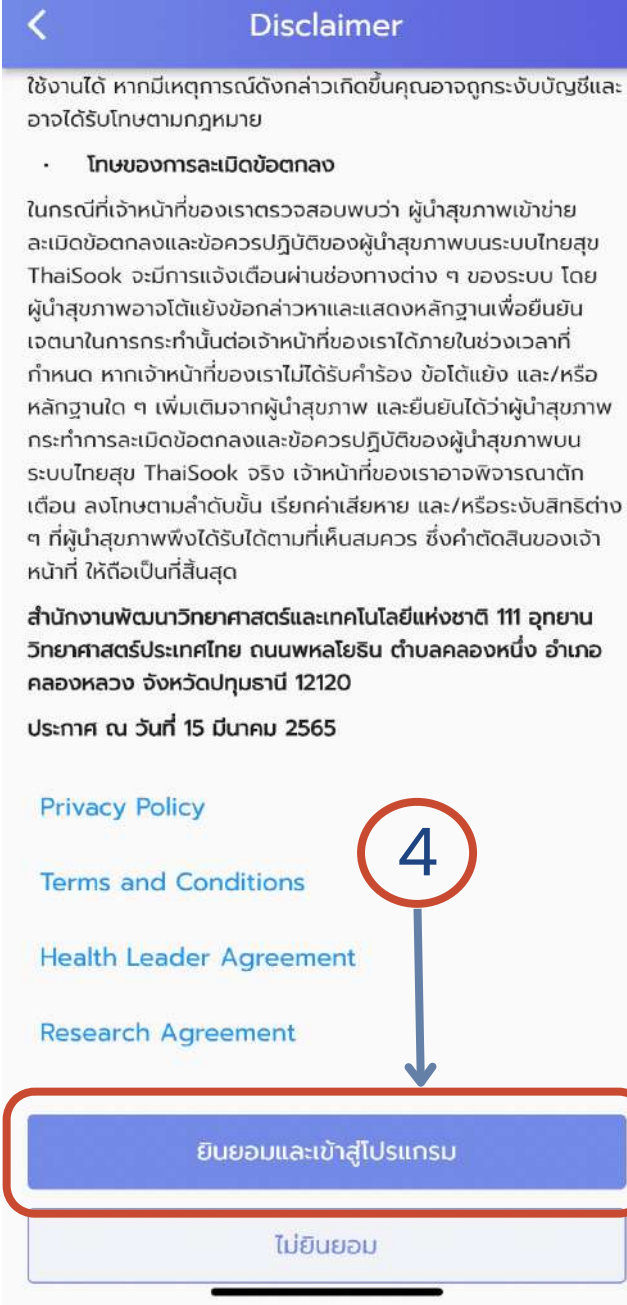 Disclaimer
ใช้งานได้ หากมีเหตุการณ์ดังกล่าวเกิดขึ้นคุณอาจถูกระงับบัญชีและ
อาจได้รับโทษตามกฎหมาย
· โทษของการละเมิดข้อตกลง
ในกรณีที่เจ้าหน้าที่ของเราตรวจสอบพบว่า ผู้นำสุขภาพเข้าข่าย
ละเมิดข้อตกลงและข้อควรปฏิบัติของผู้นำสุขภาพบนระบบไทยสุข
ThaiSook จะมีการแจ้งเตือนผ่านช่องทางต่าง ๆ ของระบบ โดย
ผู้นำสุขภาพอาจโต้แย้งข้อกล่าวหาและแสดงหลักฐานเพื่อยืนยัน
เจตนาในการกระทำนั้นต่อเจ้าหน้าที่ของเราได้ภายในช่วงเวลาที่
กำหนด หากเจ้าหน้าที่ของเราไม่ได้รับคำร้อง ข้อโต้แย้ง และ/หรือ
หลักฐานใด ๆ เพิ่มเติมจากผู้นำสุขภาพ และยืนยันได้ว่าผู้นำสุขภาพ
กระทำการละเมิดข้อตกลงและข้อควรปฏิบัติของผู้นำสุขภาพบน
ระบบไทยสุข ThaiSook จริง เจ้าหน้าที่ของเราอาจพิจารณาตัก
เตือน ลงโทษตามลำดับขั้น เรียกค่าเสียหาย และ/หรือระงับสิทธิต่าง
ๆ ที่ผู้นำสุขภาพพึงได้รับได้ตามที่เห็นสมควร ซึ่งคำตัดสินของเจ้า
หน้าที่ ให้ถือเป็นที่สิ้นสุด
สำนักงานพัฒนาวิทยาศาสตร์และเทคโนโลยีแห่งชาติ 111 อุทยาน
วิทยาศาสตร์ประเทศไทย ถนนพหลโยธิน ตำบลคลองหนึ่ง อำเภอ
คลองหลวง จังหวัดปทุมธานี 12120
ประกาศ ณ วันที่ 15 มีนาคม 2565
Privacy Policy
4
Terms and Conditions
Health Leader Agreement
Research Agreement
ยินยอมและเข้าสู่โปรแกรม
ไม่ยินยอม